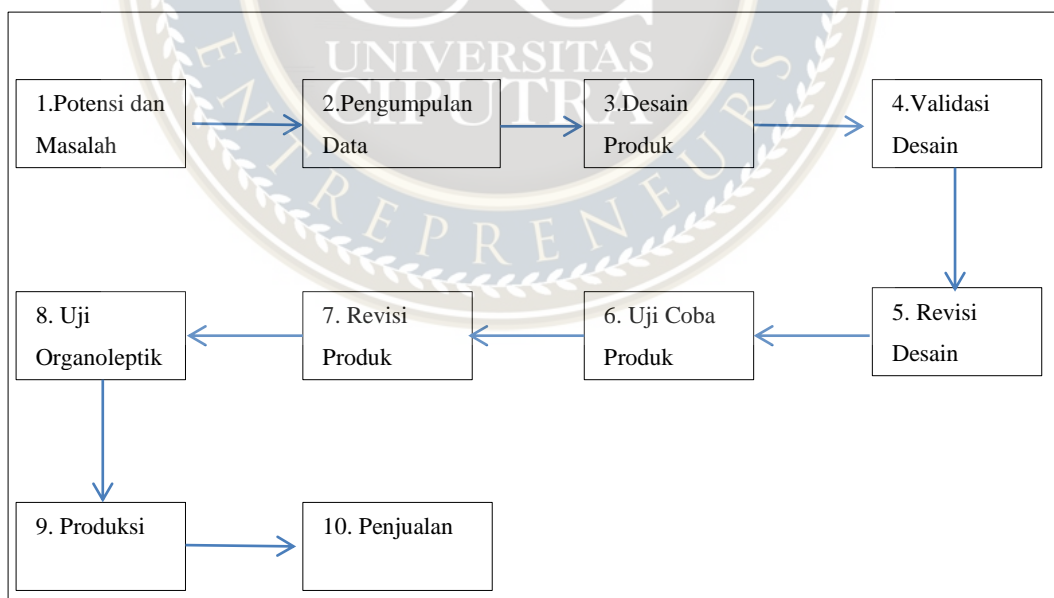 UNIVERSITAS
CIPUTRA
ENTREPRENEURS
1.Potensi dan
Masalah
2.Pengumpulan
Data
3.Desain
Produk
4.Validasi
Desain
8. Uji
Organoleptik
7. Revisi
Produk
6. Uji Coba
Produk
5. Revisi
Desain
9. Produksi
10. Penjualan